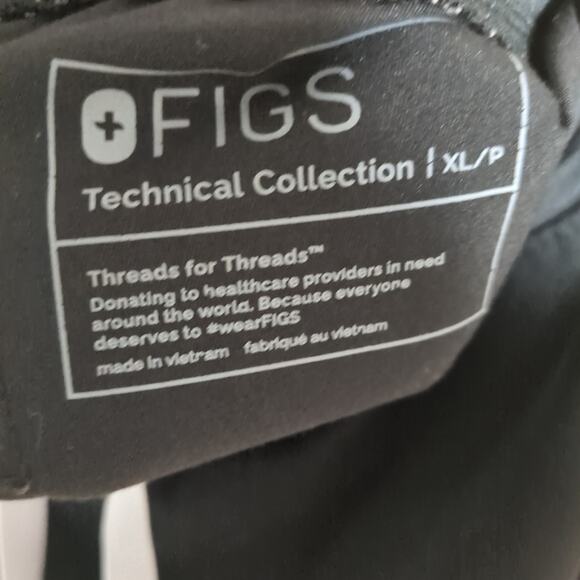 FIGS
Technical Collection | XL/P
Threads for Threads™
Donating to healthcare providers in need
around the world. Because everyone
deserves to #wearFIGS
made in vietnam fabriqué au vietnam